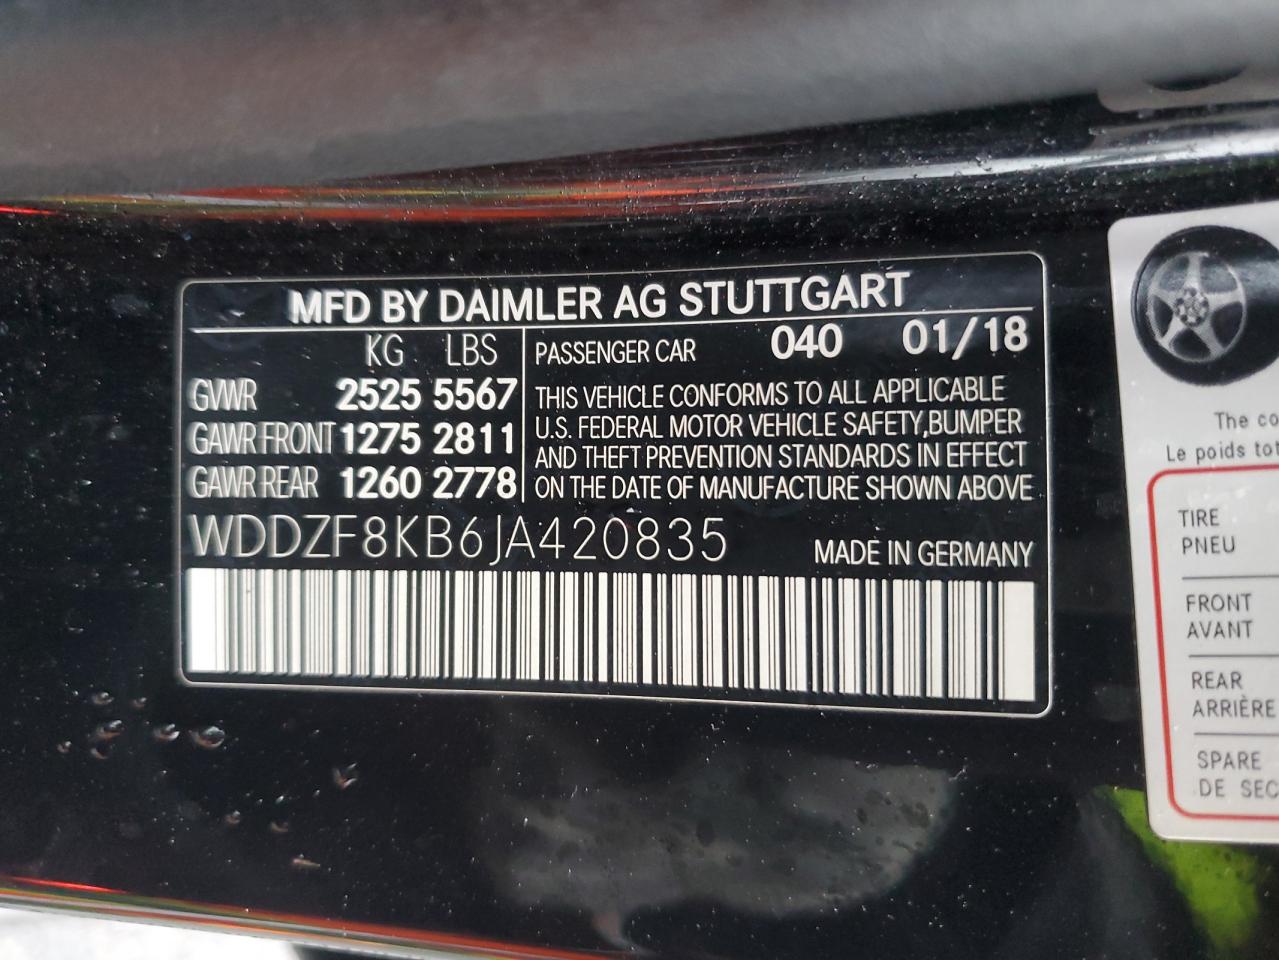 MFD BY DAIMLER AG STUTTGART
KG LBS
GVWR 2525 5567
GAWR FRONT 1275 2811
GAWR REAR 1260 2778
PASSENGER CAR 040 01/18
THIS VEHICLE CONFORMS TO ALL APPLICABLE
U.S. FEDERAL MOTOR VEHICLE SAFETY, BUMPER
AND THEFT PREVENTION STANDARDS IN EFFECT
ON THE DATE OF MANUFACTURE SHOWN ABOVE
WDDZF8KB6JA420835
MADE IN GERMANY
The
Le poids
TIRE
PNEU
FRONT
AVANT
REAR
ARRIÈRE
SPARE
DE